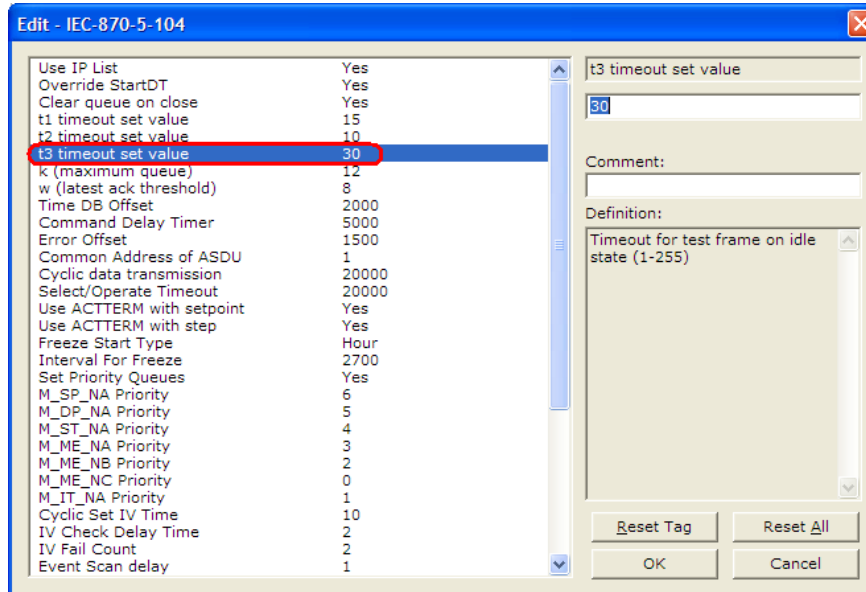 Edit - IEC-870-5-104
Use IP List Yes
Override StartDT Yes
Clear queue on close Yes
t1 timeout set value 15
t2 timeout set value 10
t3 timeout set value 30
k (maximum queue) 12
w (latest ack threshold) 8
Time DB Offset 2000
Command Delay Timer 5000
Error Offset 1500
Common Address of ASDU 1
Cyclic data transmission 20000
Select/Operate Timeout 20000
Use ACTTERM with setpoint Yes
Use ACTTERM with step Yes
Freeze Start Type Hour
Interval For Freeze 2700
Set Priority Queues Yes
M_SP_NA Priority 6
M_DP_NA Priority 5
M_ST_NA Priority 4
M_ME_NA Priority 3
M_ME_NB Priority 2
M_ME_NC Priority 0
M_IT_NA Priority 1
Cyclic Set IV Time 10
IV Check Delay Time 2
IV Fail Count 2
Event Scan delay 1
t3 timeout set value
30
Comment:
Definition:
Timeout for test frame on idle
state (1-255)
Reset Tag Reset All
OK Cancel